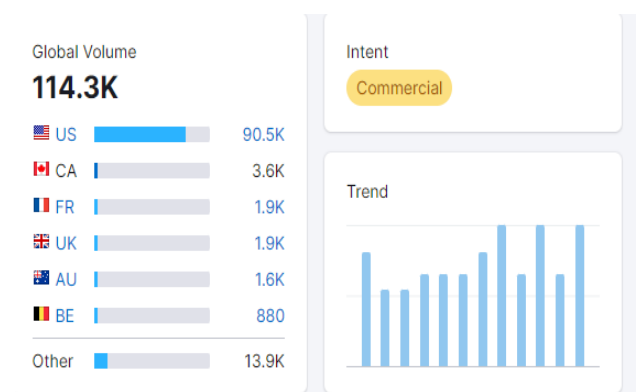 Global Volume
114.3K
US 90.5K
CA 3.6K
FR 1.9K
UK 1.9K
AU 1.6K
BE 880
Other 13.9K
Intent
Commercial
Trend